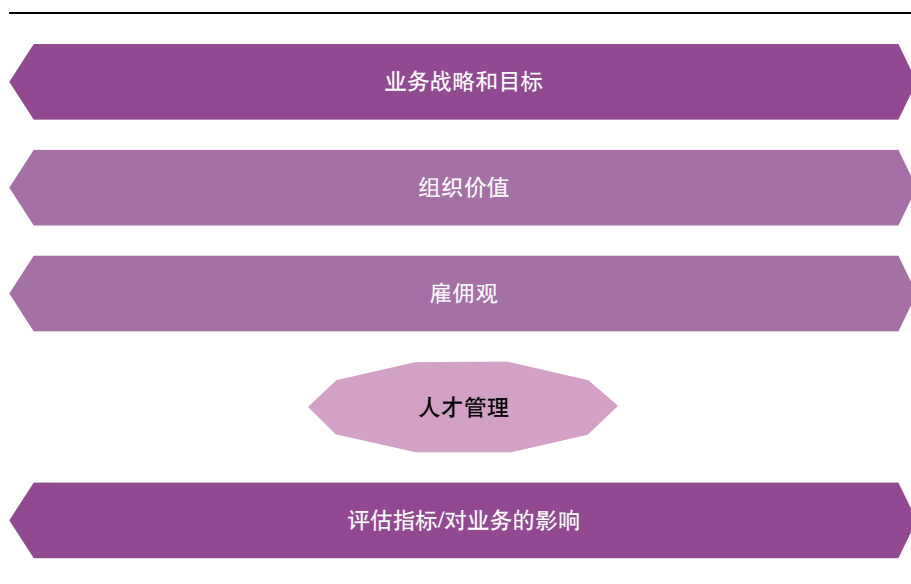 业务战略和目标
组织价值
雇佣观
人才管理
评估指标/对业务的影响